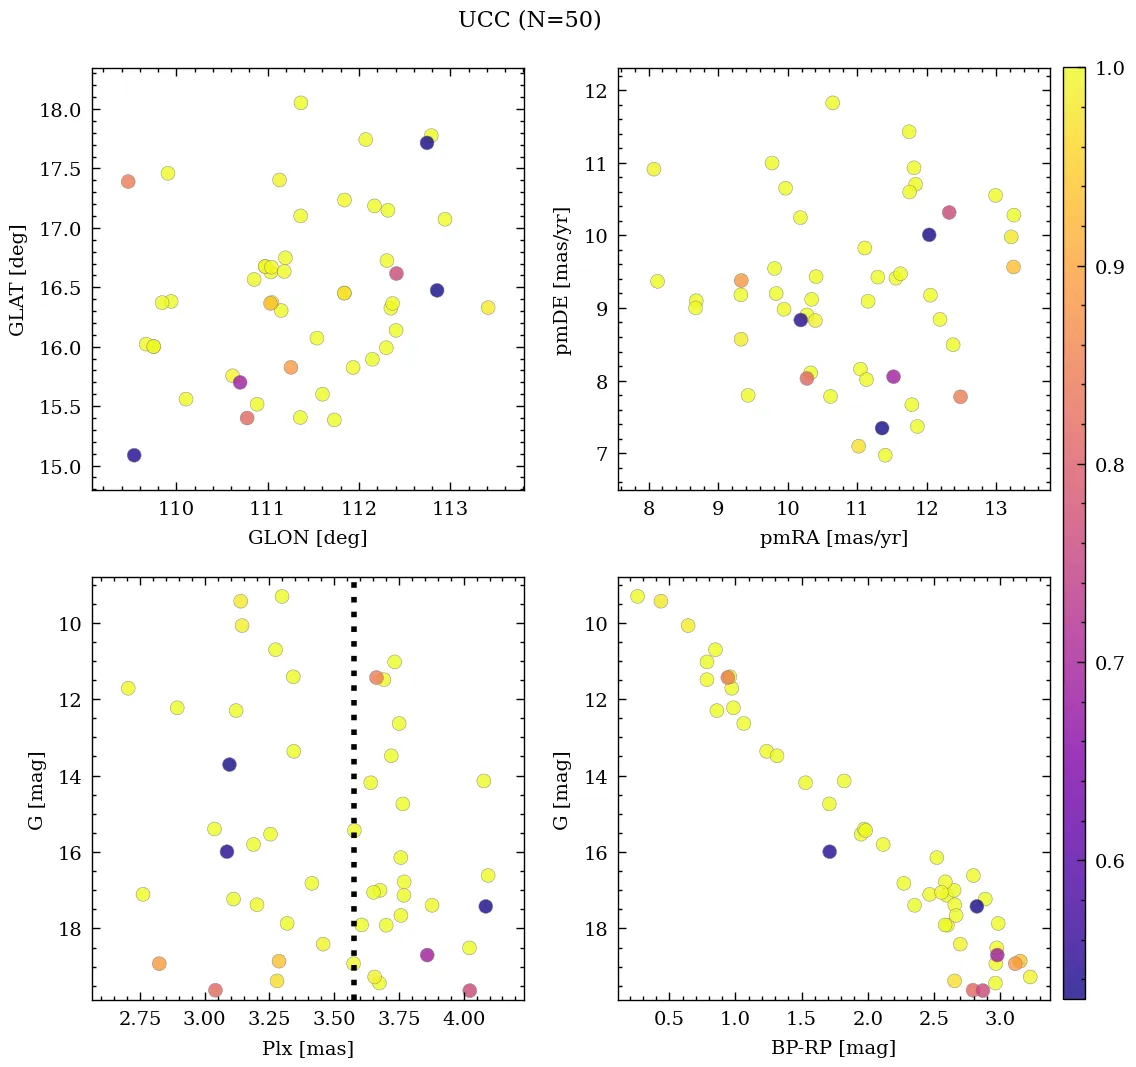 UCC (N=50)
18.0
17.5
17.0
16.5
16.0
15.5
15.0
GLAT [deg]
110 111 112 113
GLON [deg]
12
11
10
9
8
7
pmDE [mas/yr]
8 9 10 11 12 13
pmRA [mas/yr]
10
12
14
16
18
G [mag]
2.75 3.00 3.25 3.50 3.75 4.00
Plx [mas]
10
12
14
16
18
G [mag]
0.5 1.0 1.5 2.0 2.5 3.0
BP-RP [mag]
1.0
0.9
0.8
0.7
0.6